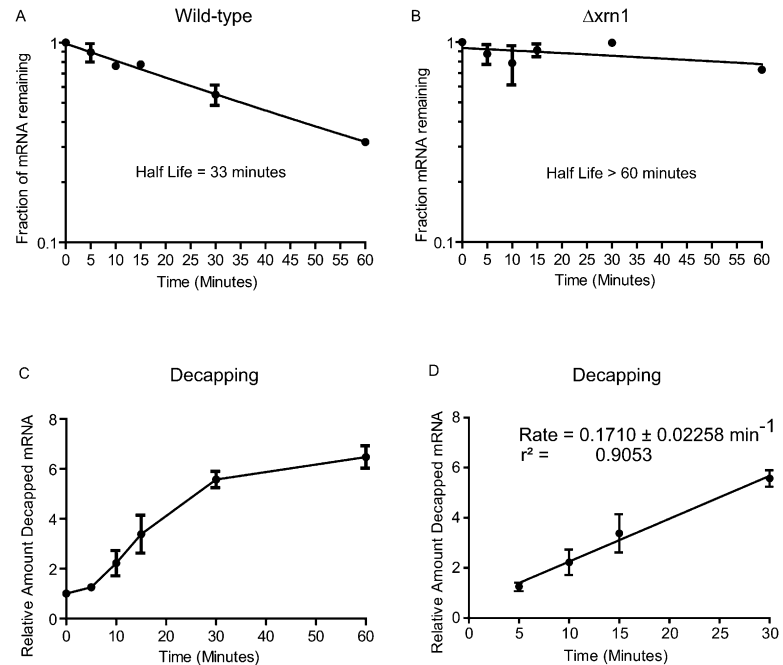 A
Wild-type
Fraction of mRNA remaining
1
0.1
Half Life = 33 minutes
0 5 10 15 20 25 30 35 40 45 50 55 60
Time (Minutes)
B
Δxrn1
Fraction mRNA remaining
1
0.1
Half Life > 60 minutes
0 5 10 15 20 25 30 35 40 45 50 55 60
Time (Minutes)
C
Decapping
Relative Amount Decapped mRNA
8
6
4
2
0
0 10 20 30 40 50 60
Time (Minutes)
D
Decapping
Relative Amount Decapped mRNA
8
6
4
2
0
Rate = 0.1710 ± 0.02258 min⁻¹
r² = 0.9053
0 5 10 15 20 25 30
Time (Minutes)